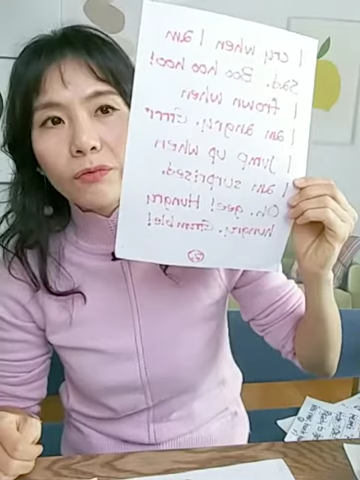 I cry when I am
sad. Boo hoo hoo!
I frown when
I am angry. Grrr
I jump up when
I am surprised.
Oh, gee! Hungry
hungry. Grumble!